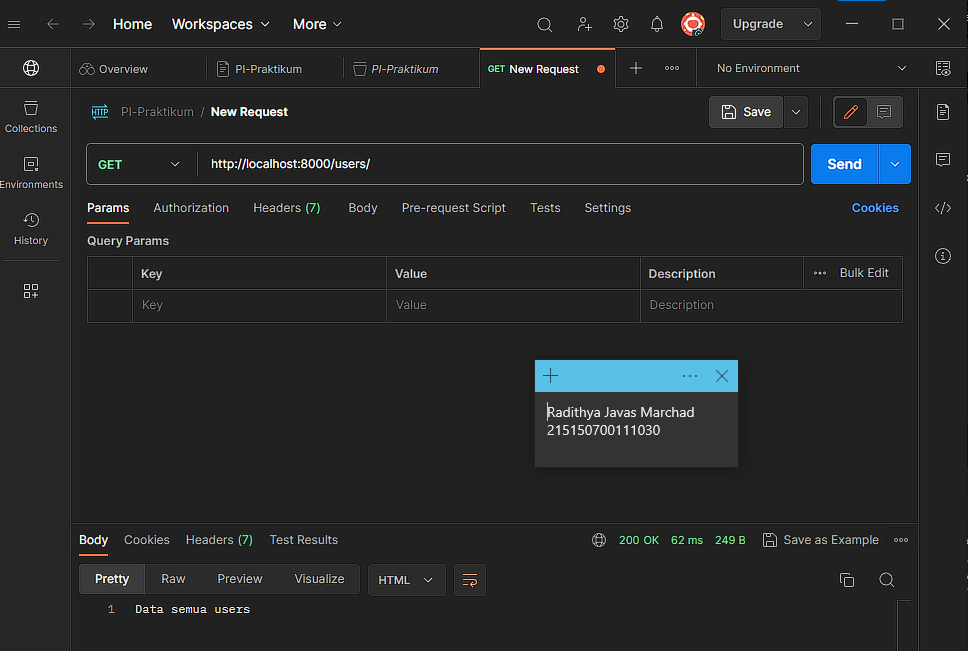 Home Workspaces More Upgrade
Overview PI-Praktikum PI-Praktikum GET New Request No Environment
HTTP PI-Praktikum / New Request Save
Collections
Environments
History
GET http://localhost:8000/users/ Send
Params Authorization Headers (7) Body Pre-request Script Tests Settings Cookies
Query Params
Key Value Description Bulk Edit
Key Value Description
Radithya Javas Marchad
215150700111030
Body Cookies Headers (7) Test Results 200 OK 62 ms 249 B Save as Example
Pretty Raw Preview Visualize HTML
1 Data semua users